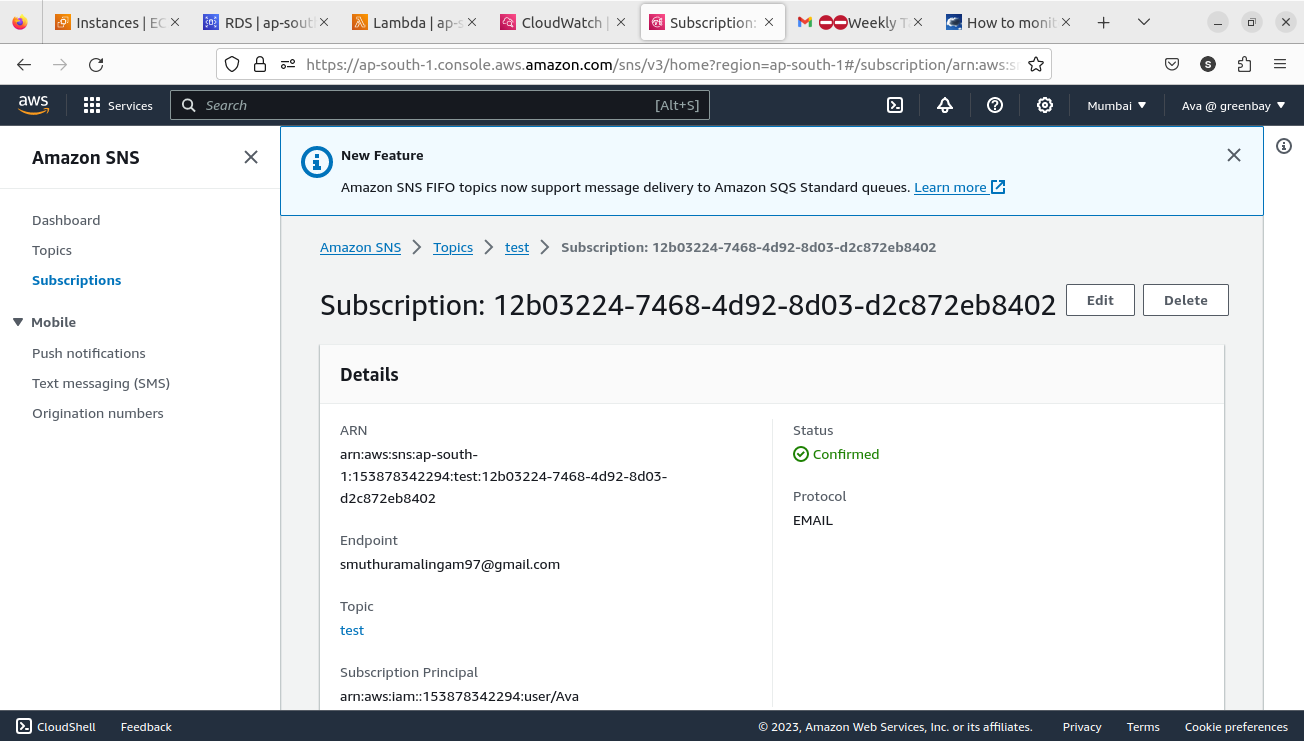 Instances | EC
RDS | ap-sout
Lambda | ap-s
CloudWatch |
Subscription:
Weekly T
How to monit
https://ap-south-1.console.aws.amazon.com/sns/v3/home?region=ap-south-1#/subscription/arn:aws:sn
S
aws
Services
Search
[Alt+S]
Mumbai
Ava @ greenbay
Amazon SNS
Dashboard
Topics
Subscriptions
Mobile
Push notifications
Text messaging (SMS)
Origination numbers
New Feature
Amazon SNS FIFO topics now support message delivery to Amazon SQS Standard queues. Learn more
Amazon SNS > Topics > test > Subscription: 12b03224-7468-4d92-8d03-d2c872eb8402
Subscription: 12b03224-7468-4d92-8d03-d2c872eb8402
Edit
Delete
Details
ARN
arn:aws:sns:ap-south-
1:153878342294:test:12b03224-7468-4d92-8d03-
d2c872eb8402
Endpoint
smuthuramalingam97@gmail.com
Topic
test
Subscription Principal
arn:aws:iam::153878342294:user/Ava
Status
Confirmed
Protocol
EMAIL
CloudShell
Feedback
© 2023, Amazon Web Services, Inc. or its affiliates.
Privacy
Terms
Cookie preferences